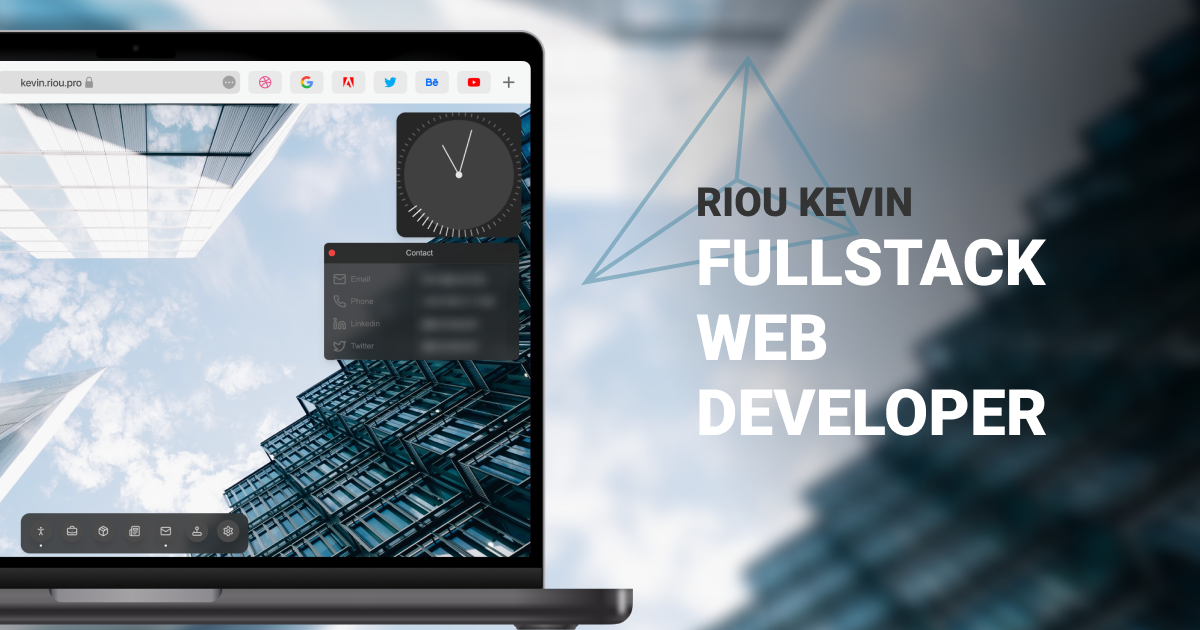 kevin.riou.pro
Bē
Contact
Email
Phone
Linkedin
Twitter
RIOU KEVIN
FULLSTACK
WEB
DEVELOPER